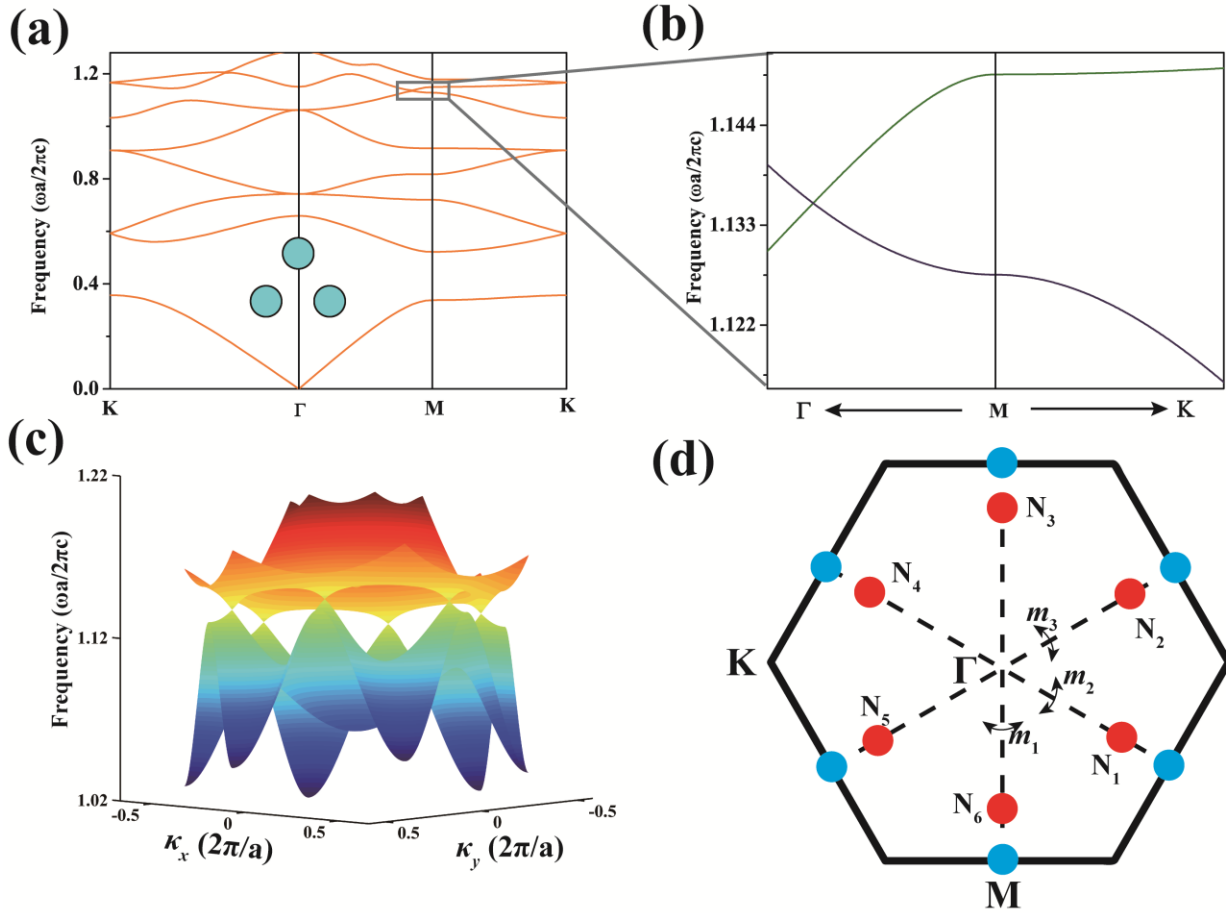 (a)
Frequency (ωa/2πc)
1.2
0.8
0.4
0.0
K
Γ
M
K
(b)
Frequency (ωa/2πc)
1.144
1.133
1.122
Γ
M
K
(c)
Frequency (ωa/2πc)
1.22
1.12
1.02
-0.5
0
0.5
κx (2π/a)
0.5
0
-0.5
κy (2π/a)
(d)
N3
N4
N2
m3
K
Γ
m2
N5
m1
N1
N6
M